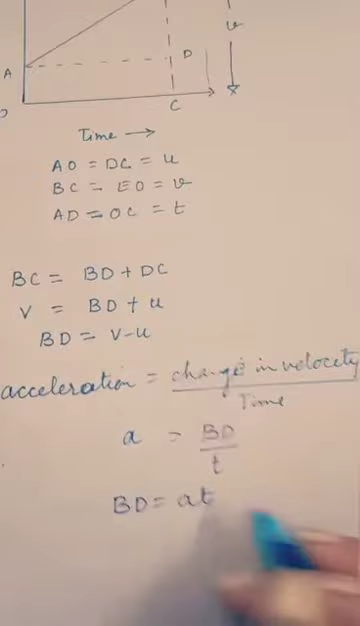 v
A
D
C
Time →
AO = DC = u
BC = EO = v
AD = OC = t
BC = BD + DC
V = BD + u
BD = V-u
acceleration = change in velocity
Time
a = BD
t
BD = at